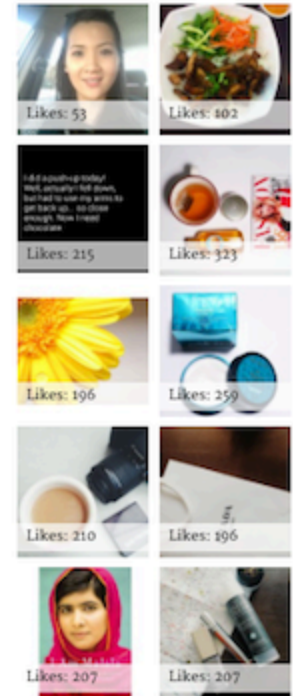 Likes: 53
Likes: 102
I did a push-up today!
Well, actually I fell down,
but had to use my arms to
get back up... so close
enough. Now I need
chocolate
Likes: 215
Likes: 323
Likes: 196
Likes: 259
Likes: 210
Likes: 196
Likes: 207
Likes: 207